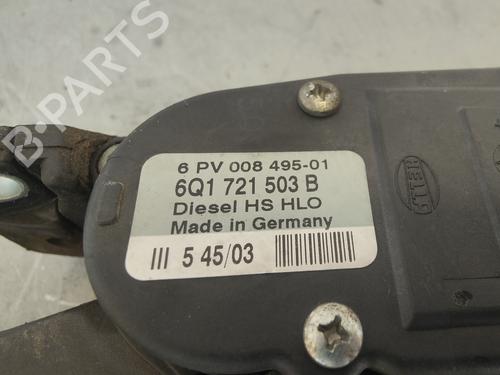 6 PV 008 495-01
6Q1 721 503 B
Diesel HS HLO
Made in Germany
III 5 45/03
HELLA
B-PARTS